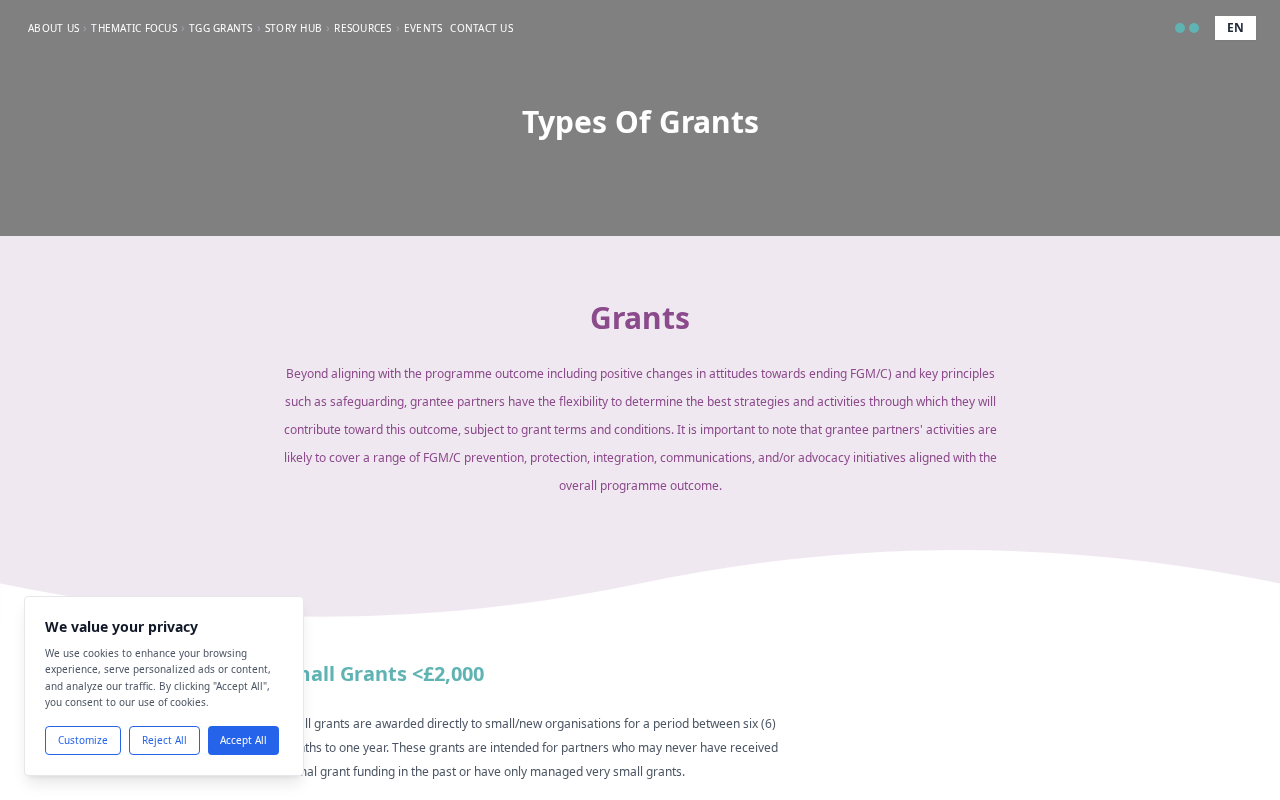 ABOUT US › THEMATIC FOCUS › TGG GRANTS › STORY HUB › RESOURCES › EVENTS CONTACT US
EN
Types Of Grants
Grants
Beyond aligning with the programme outcome including positive changes in attitudes towards ending FGM/C) and key principles
such as safeguarding, grantee partners have the flexibility to determine the best strategies and activities through which they will
contribute toward this outcome, subject to grant terms and conditions. It is important to note that grantee partners' activities are
likely to cover a range of FGM/C prevention, protection, integration, communications, and/or advocacy initiatives aligned with the
overall programme outcome.
Grants <£2,000
grants are awarded directly to small/new organisations for a period between six (6)
to one year. These grants are intended for partners who may never have received
grant funding in the past or have only managed very small grants.
We value your privacy
We use cookies to enhance your browsing
experience, serve personalized ads or content,
and analyze our traffic. By clicking "Accept All",
you consent to our use of cookies.
Customize
Reject All
Accept All